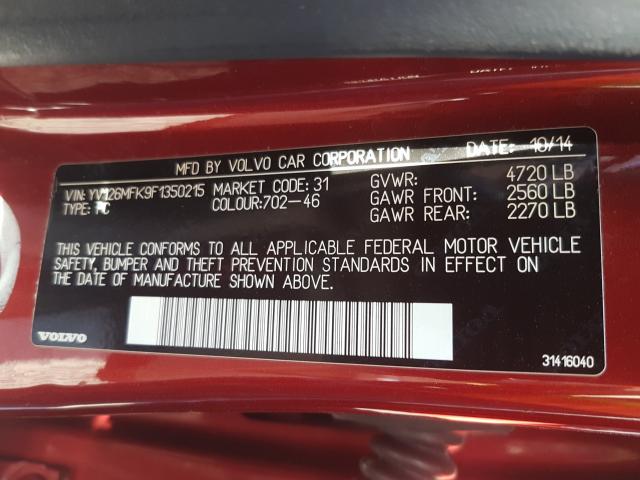 MFD BY VOLVO CAR CORPORATION DATE: 10/14
VIN: YV126MFK9F1350215 MARKET CODE: 31 GVWR: 4720 LB
TYPE: PC COLOUR:702-46 GAWR FRONT: 2560 LB
GAWR REAR: 2270 LB
THIS VEHICLE CONFORMS TO ALL APPLICABLE FEDERAL MOTOR VEHICLE
SAFETY, BUMPER AND THEFT PREVENTION STANDARDS IN EFFECT ON
THE DATE OF MANUFACTURE SHOWN ABOVE.
VOLVO 31416040